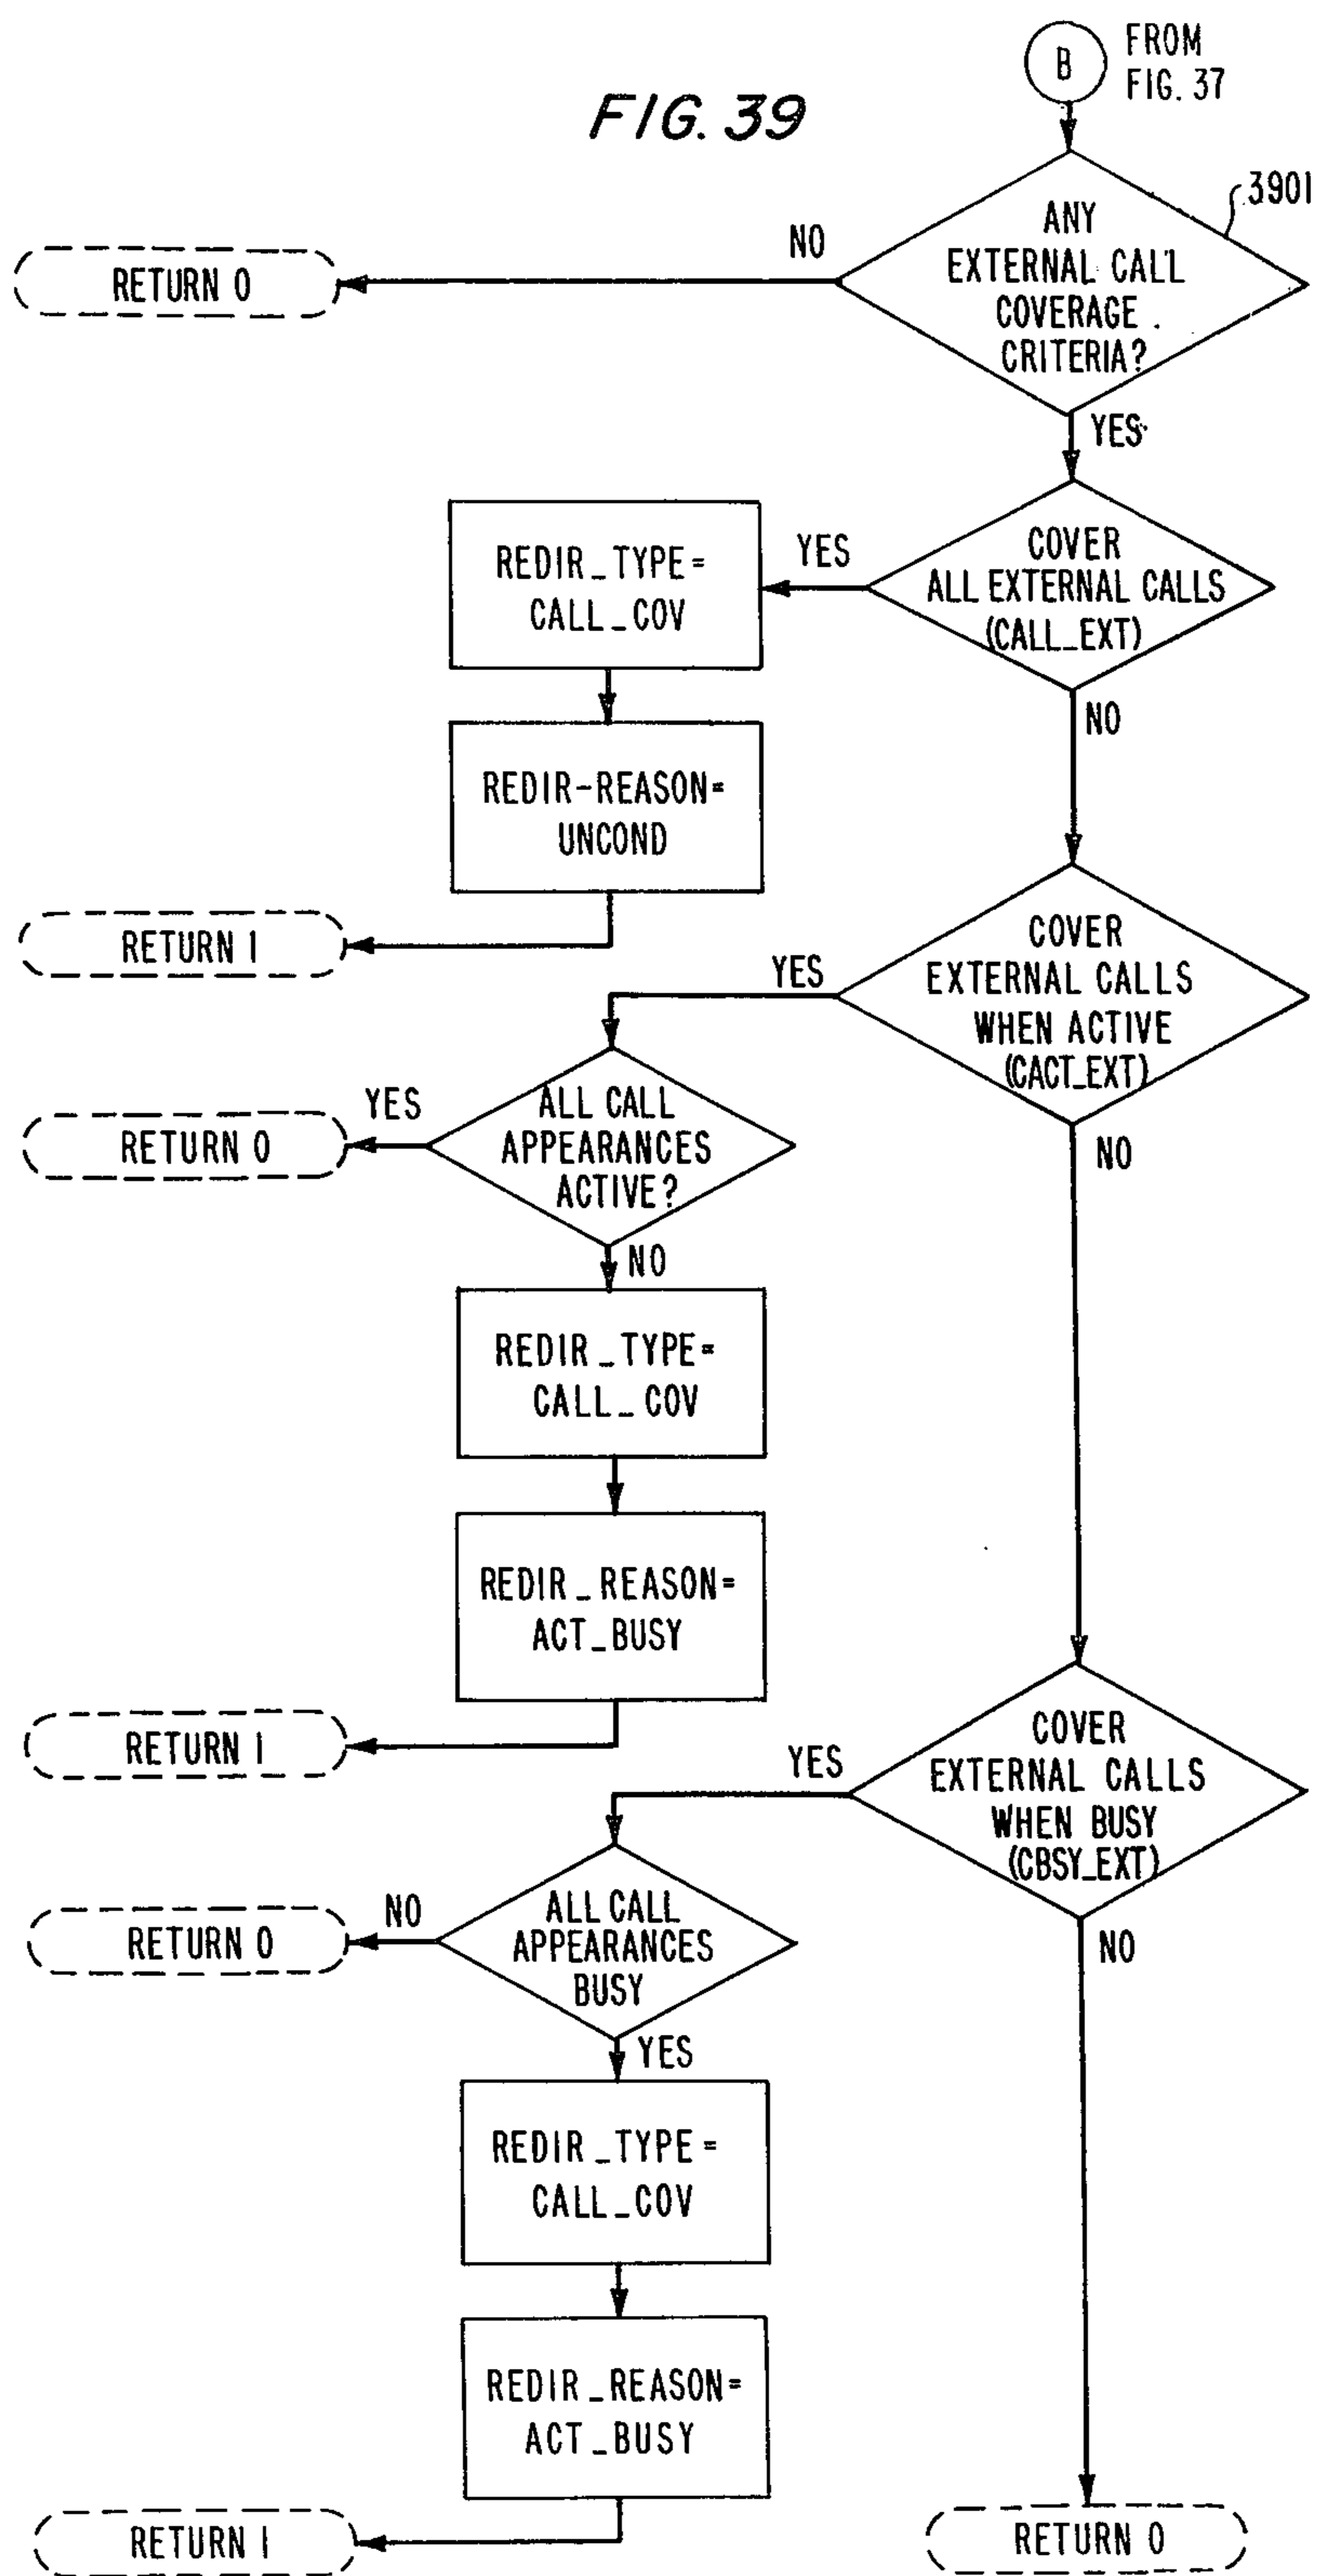 FIG. 39
B
FROM
FIG. 37
3901
ANY
EXTERNAL CALL
COVERAGE
CRITERIA?
NO
RETURN 0
YES
COVER
ALL EXTERNAL CALLS
(CALL_EXT)
YES
REDIR_TYPE=
CALL_COV
REDIR-REASON=
UNCOND
RETURN 1
NO
COVER
EXTERNAL CALLS
WHEN ACTIVE
(CACT_EXT)
YES
ALL CALL
APPEARANCES
ACTIVE?
YES
RETURN 0
NO
REDIR_TYPE=
CALL_COV
REDIR_REASON=
ACT_BUSY
RETURN 1
NO
COVER
EXTERNAL CALLS
WHEN BUSY
(CBSY_EXT)
YES
ALL CALL
APPEARANCES
BUSY
NO
RETURN 0
YES
REDIR_TYPE=
CALL_COV
REDIR_REASON=
ACT_BUSY
RETURN 1
NO
RETURN 0